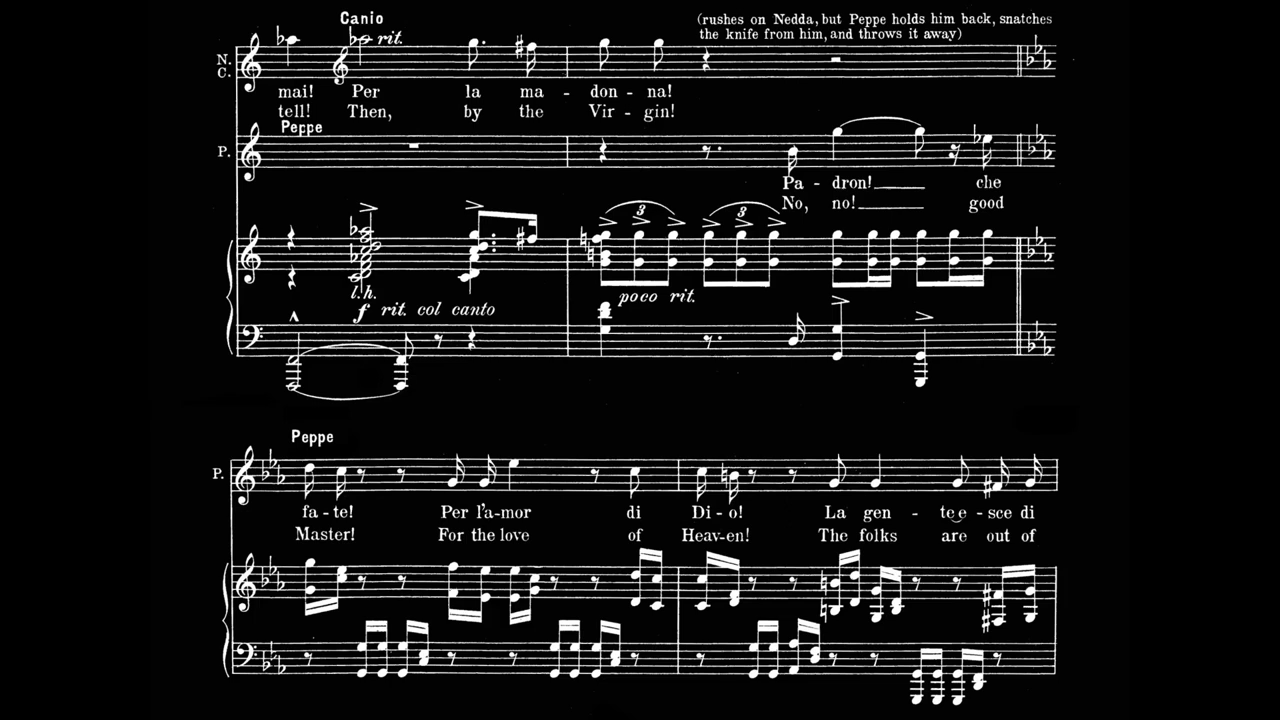 Canio
(rushes on Nedda, but Peppe holds him back, snatches
the knife from him, and throws it away)
rit.
N.
C.
mai! Per la ma - don - na!
tell! Then, by the Vir - gin!
Peppe
P.
Pa - dron! che
No, no! good
3 3
l.h.
f rit. col canto
poco rit.
Peppe
P.
fa - te! Per l'a-mor di Di - o! La gen - te e - sce di
Master! For the love of Heav-en! The folks are out of